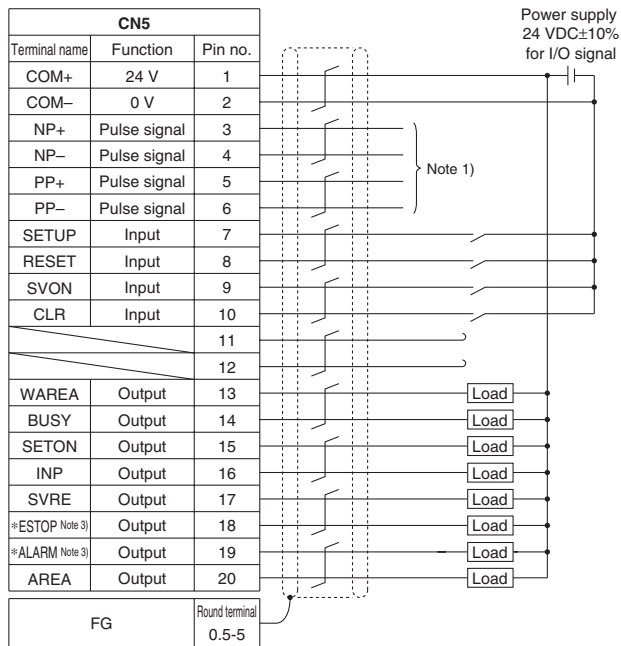 CN5
Power supply
24 VDC±10%
for I/O signal
Terminal name Function Pin no.
COM+ 24 V 1
COM– 0 V 2
NP+ Pulse signal 3
NP– Pulse signal 4
PP+ Pulse signal 5
PP– Pulse signal 6
Note 1)
SETUP Input 7
RESET Input 8
SVON Input 9
CLR Input 10
11
12
WAREA Output 13 Load
BUSY Output 14 Load
SETON Output 15 Load
INP Output 16 Load
SVRE Output 17 Load
*ESTOP Note 3) Output 18 Load
*ALARM Note 3) Output 19 Load
AREA Output 20 Load
FG Round terminal
0.5-5